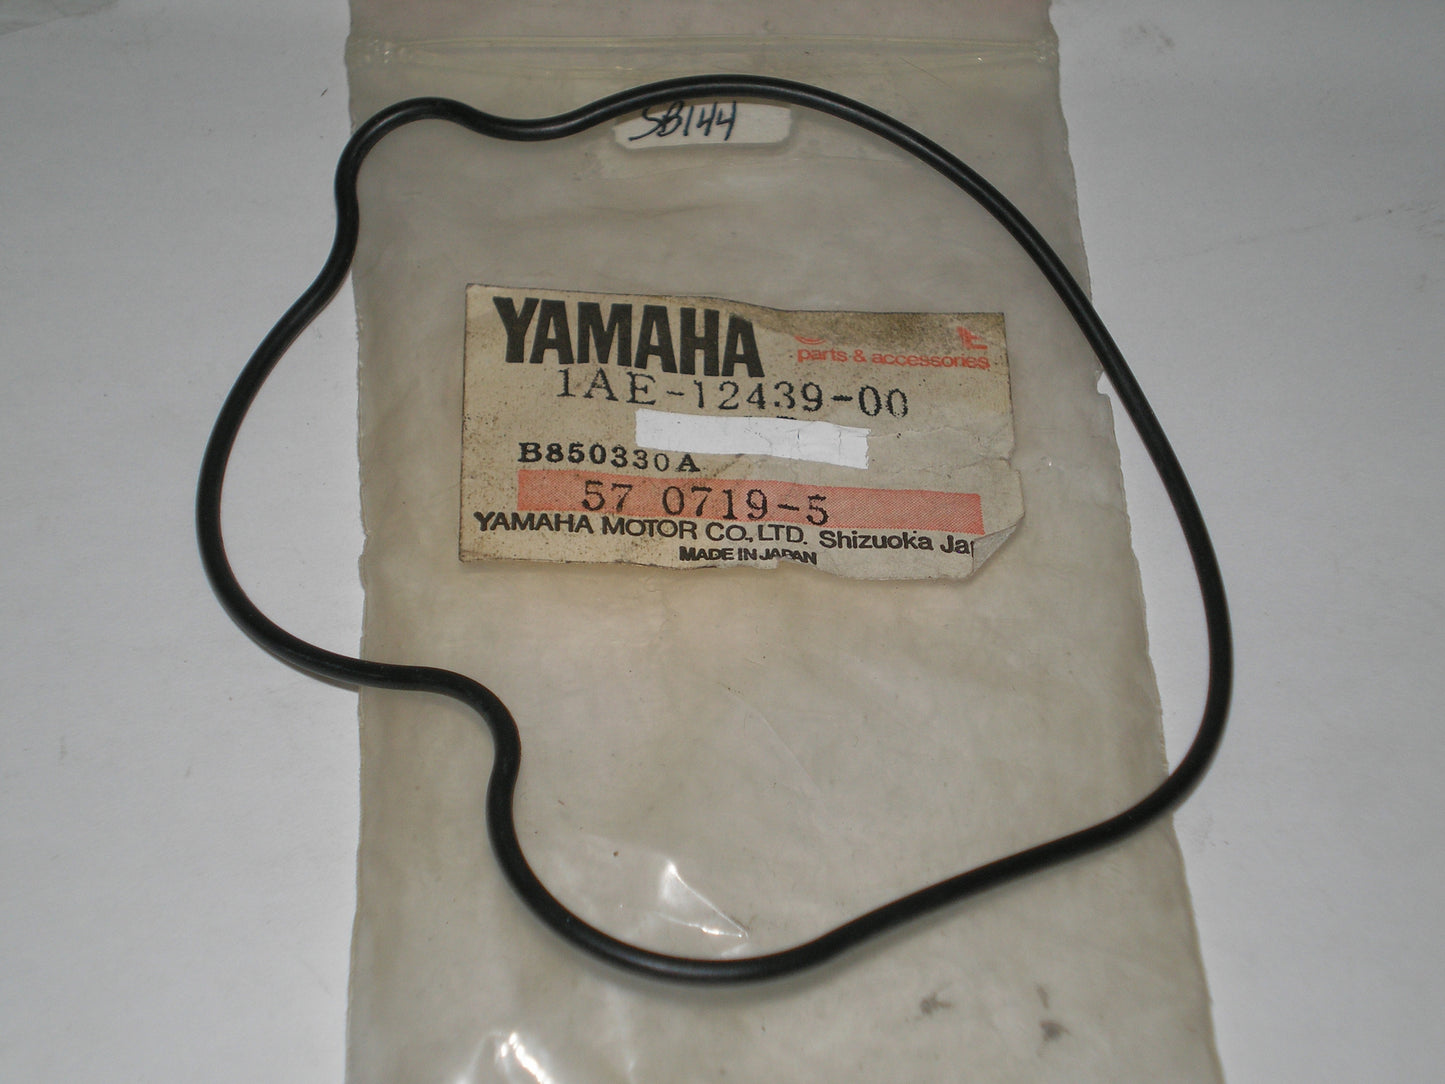 SB144
YAMAHA
parts & accessories
1AE-12439-00
B850330A
57 0719-5
YAMAHA MOTOR CO.,LTD. Shizuoka Ja
MADE IN JAPAN